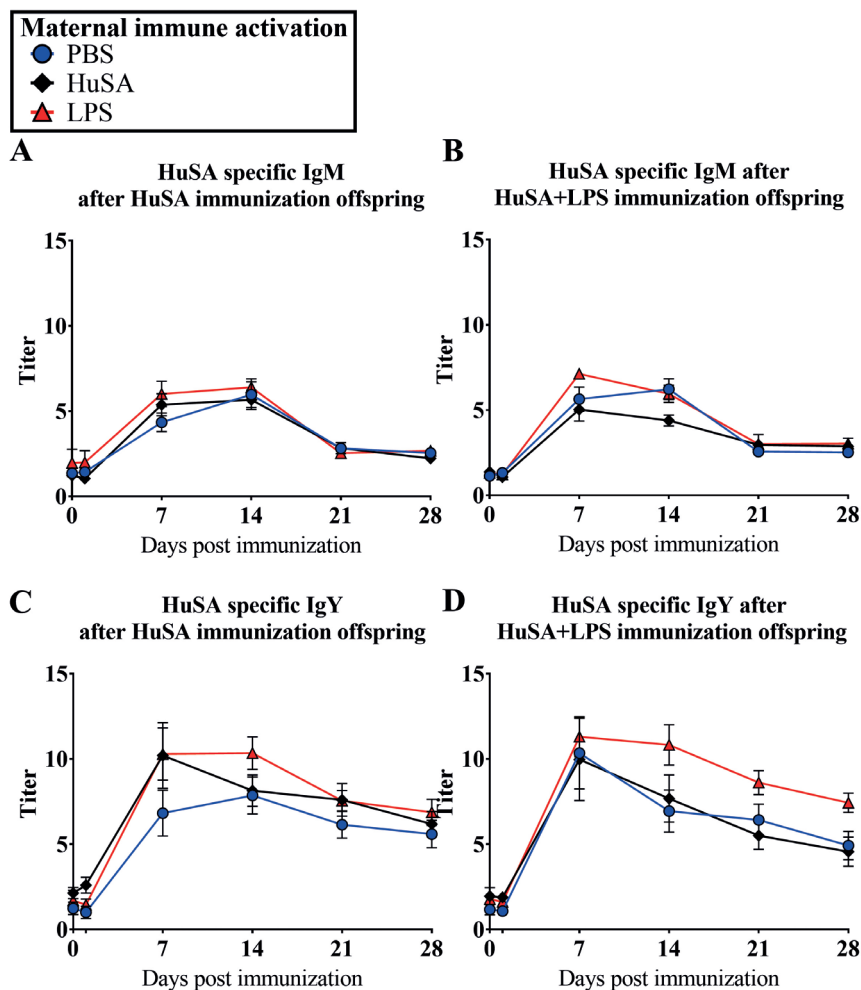 Maternal immune activation
PBS
HuSA
LPS
A
HuSA specific IgM
after HuSA immunization offspring
15
10
5
0
Titer
0 7 14 21 28
Days post immunization
B
HuSA specific IgM after
HuSA+LPS immunization offspring
15
10
5
0
Titer
0 7 14 21 28
Days post immunization
C
HuSA specific IgY
after HuSA immunization offspring
15
10
5
0
Titer
0 7 14 21 28
Days post immunization
D
HuSA specific IgY after
HuSA+LPS immunization offspring
15
10
5
0
Titer
0 7 14 21 28
Days post immunization